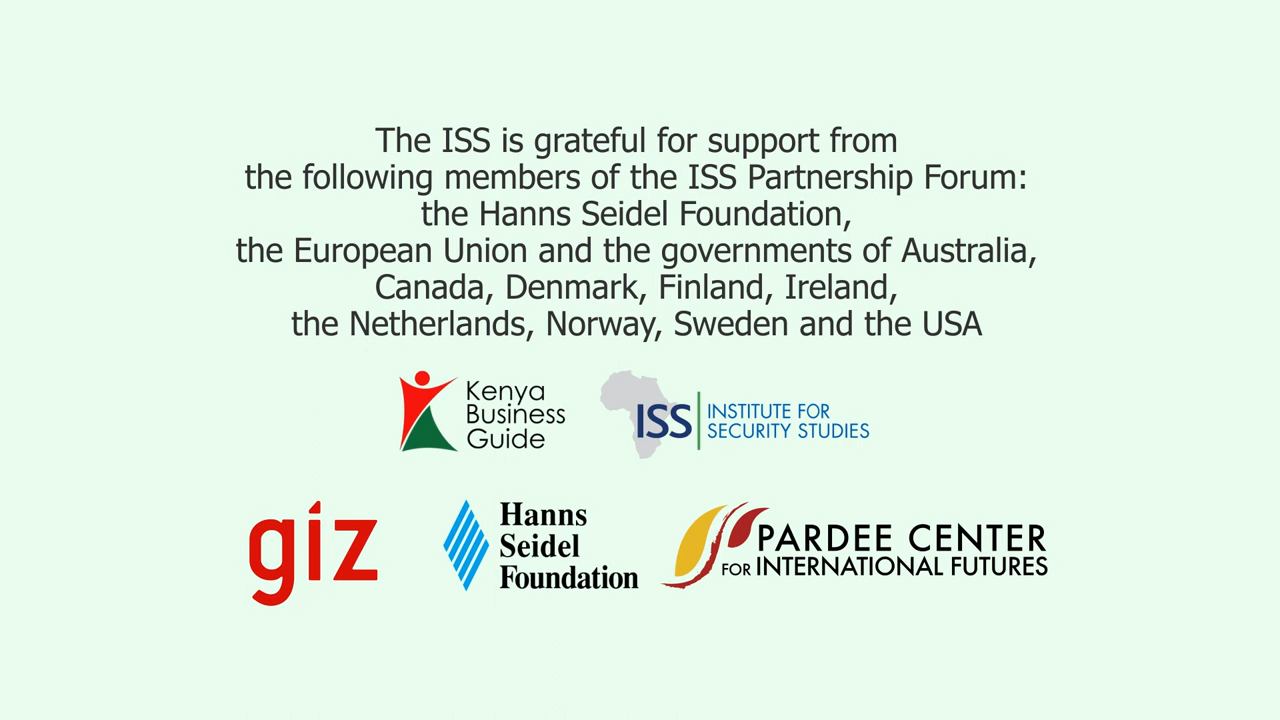 The ISS is grateful for support from
the following members of the ISS Partnership Forum:
the Hanns Seidel Foundation,
the European Union and the governments of Australia,
Canada, Denmark, Finland, Ireland,
the Netherlands, Norway, Sweden and the USA
Kenya
Business
Guide
ISS
INSTITUTE FOR
SECURITY STUDIES
giz
Hanns
Seidel
Foundation
PARDEE CENTER
FOR INTERNATIONAL FUTURES